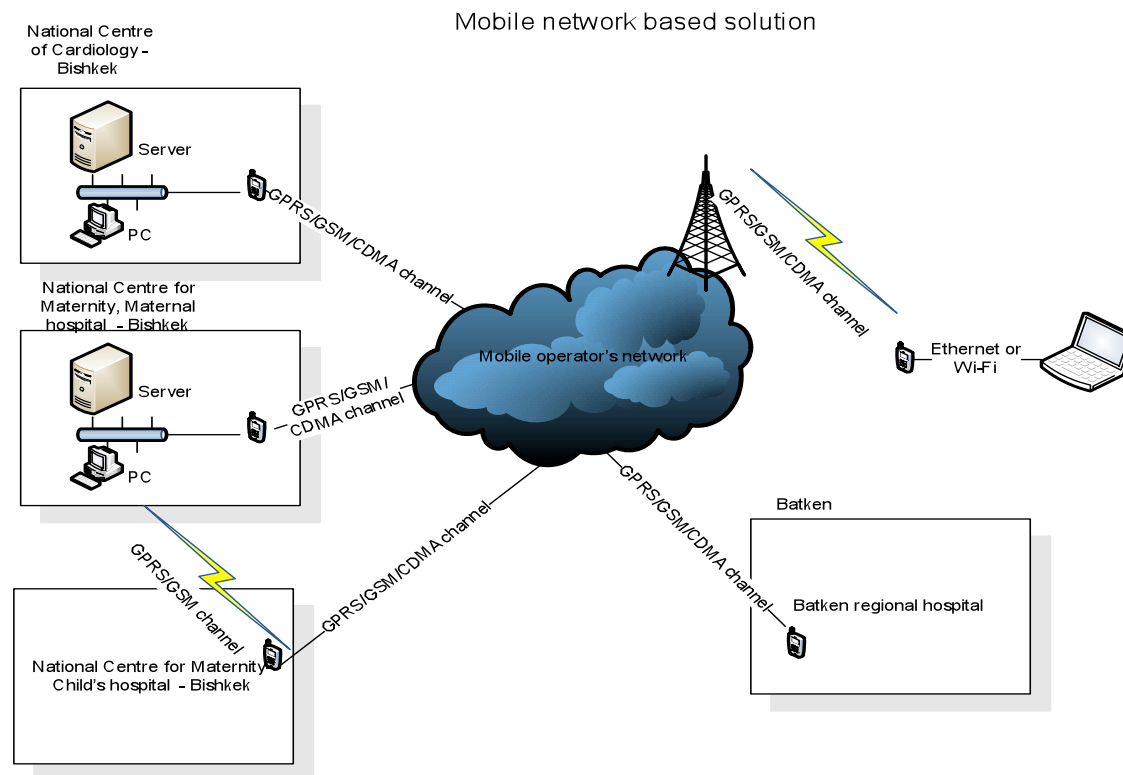 Mobile network based solution
National Centre
of Cardiology -
Bishkek
Server
PC
GPRS/GSM/CDMA channel
National Centre for
Maternity, Maternal
hospital - Bishkek
Server
PC
GPRS/GSM/
CDMA channel
Mobile operator's network
GPRS/GSM/CDMA channel
Ethernet or
Wi-Fi
GPRS/GSM channel
GPRS/GSM/CDMA channel
National Centre for Maternity
Child's hospital - Bishkek
GPRS/GSM/CDMA channel
Batken
Batken regional hospital